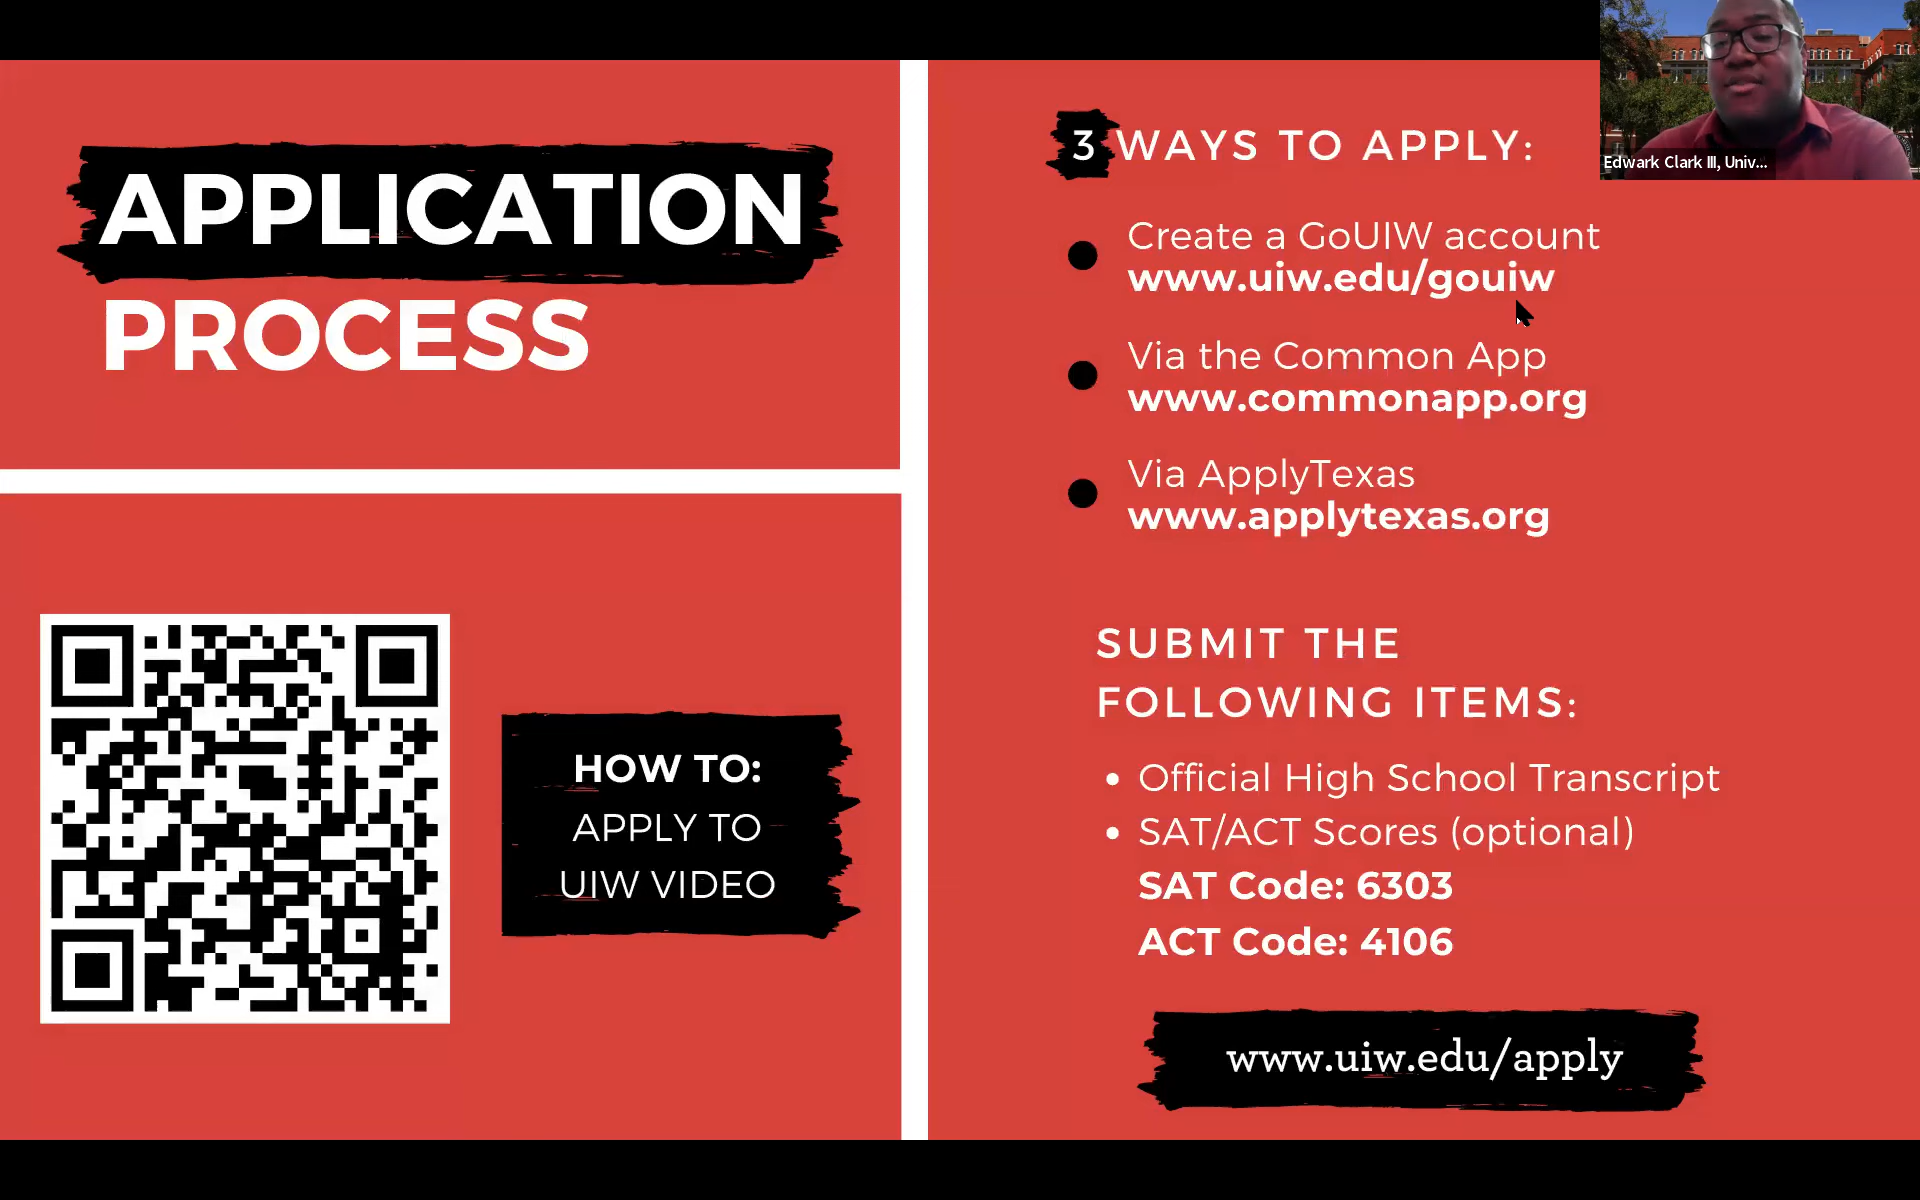 APPLICATION
PROCESS
HOW TO:
APPLY TO
UIW VIDEO
3 WAYS TO APPLY:
Create a GoUIW account
www.uiw.edu/gouiw
Via the Common App
www.commonapp.org
Via ApplyTexas
www.applytexas.org
SUBMIT THE
FOLLOWING ITEMS:
• Official High School Transcript
• SAT/ACT Scores (optional)
SAT Code: 6303
ACT Code: 4106
www.uiw.edu/apply
Edwark Clark III, Univ...